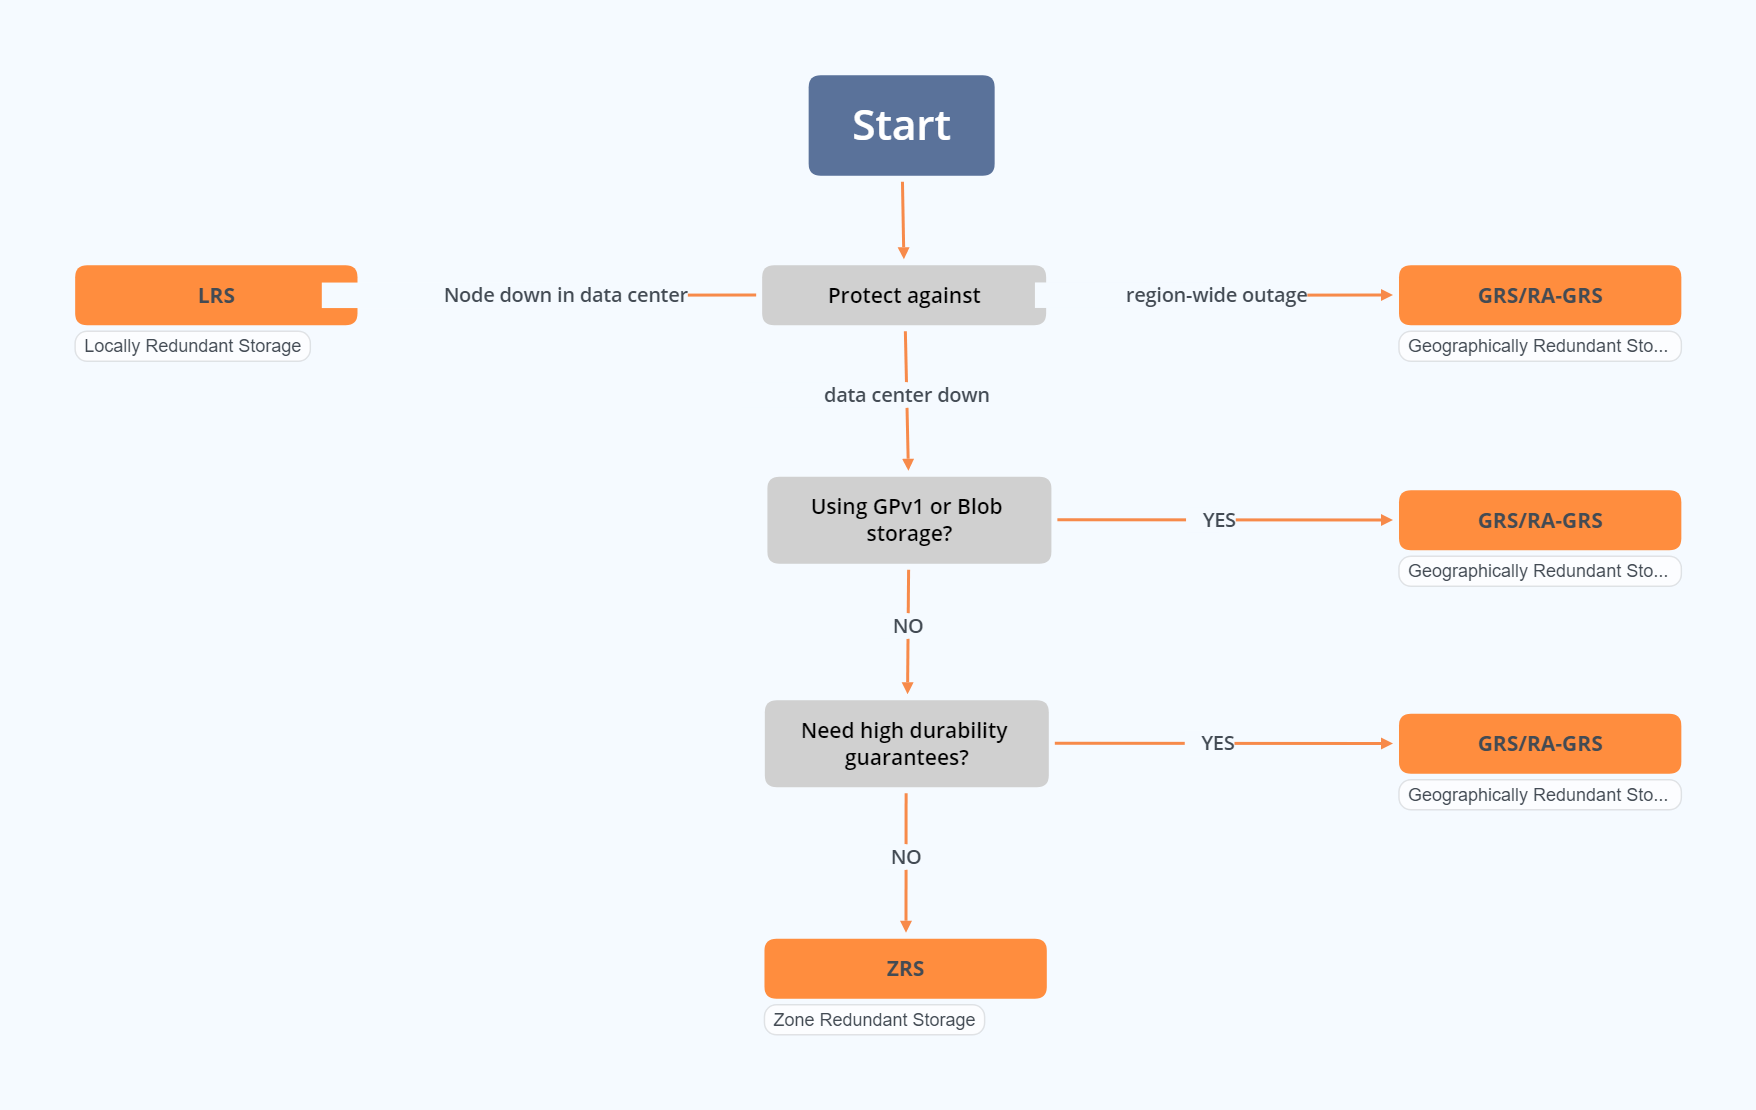 Start
LRS
Node down in data center
Protect against
region-wide outage
GRS/RA-GRS
Locally Redundant Storage
Geographically Redundant Sto...
data center down
Using GPv1 or Blob
storage?
YES
GRS/RA-GRS
Geographically Redundant Sto...
NO
Need high durability
guarantees?
YES
GRS/RA-GRS
Geographically Redundant Sto...
NO
ZRS
Zone Redundant Storage